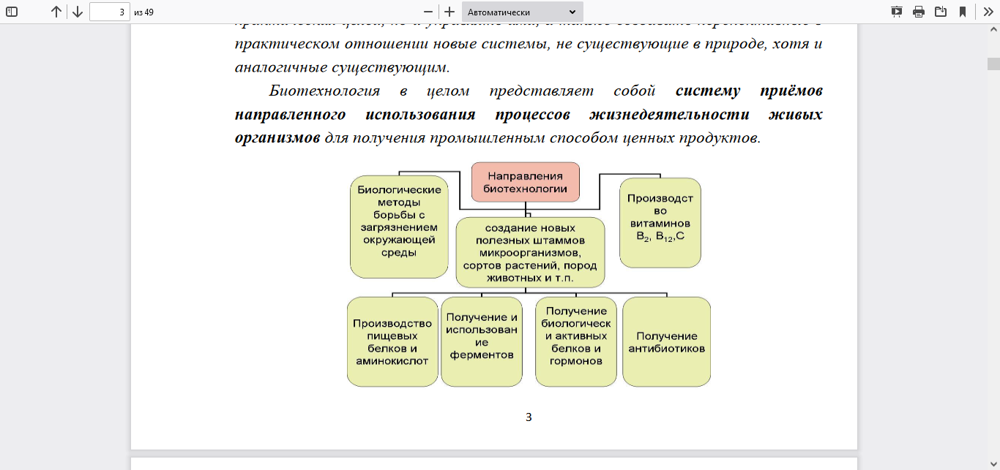 3 из 49
Автоматически
практическом отношении новые системы, не существующие в природе, хотя и
аналогичные существующим.
Биотехнология в целом представляет собой систему приёмов
направленного использования процессов жизнедеятельности живых
организмов для получения промышленным способом ценных продуктов.
Направления
биотехнологии
Биологические
методы
борьбы с
загрязнением
окружающей
среды
создание новых
полезных штаммов
микроорганизмов,
сортов растений, пород
животных и т.п.
Производст
во
витаминов
B2, B12,C
Производство
пищевых
белков и
аминокислот
Получение и
использован
ие
ферментов
Получение
биологическ
и активных
белков и
гормонов
Получение
антибиотиков
3